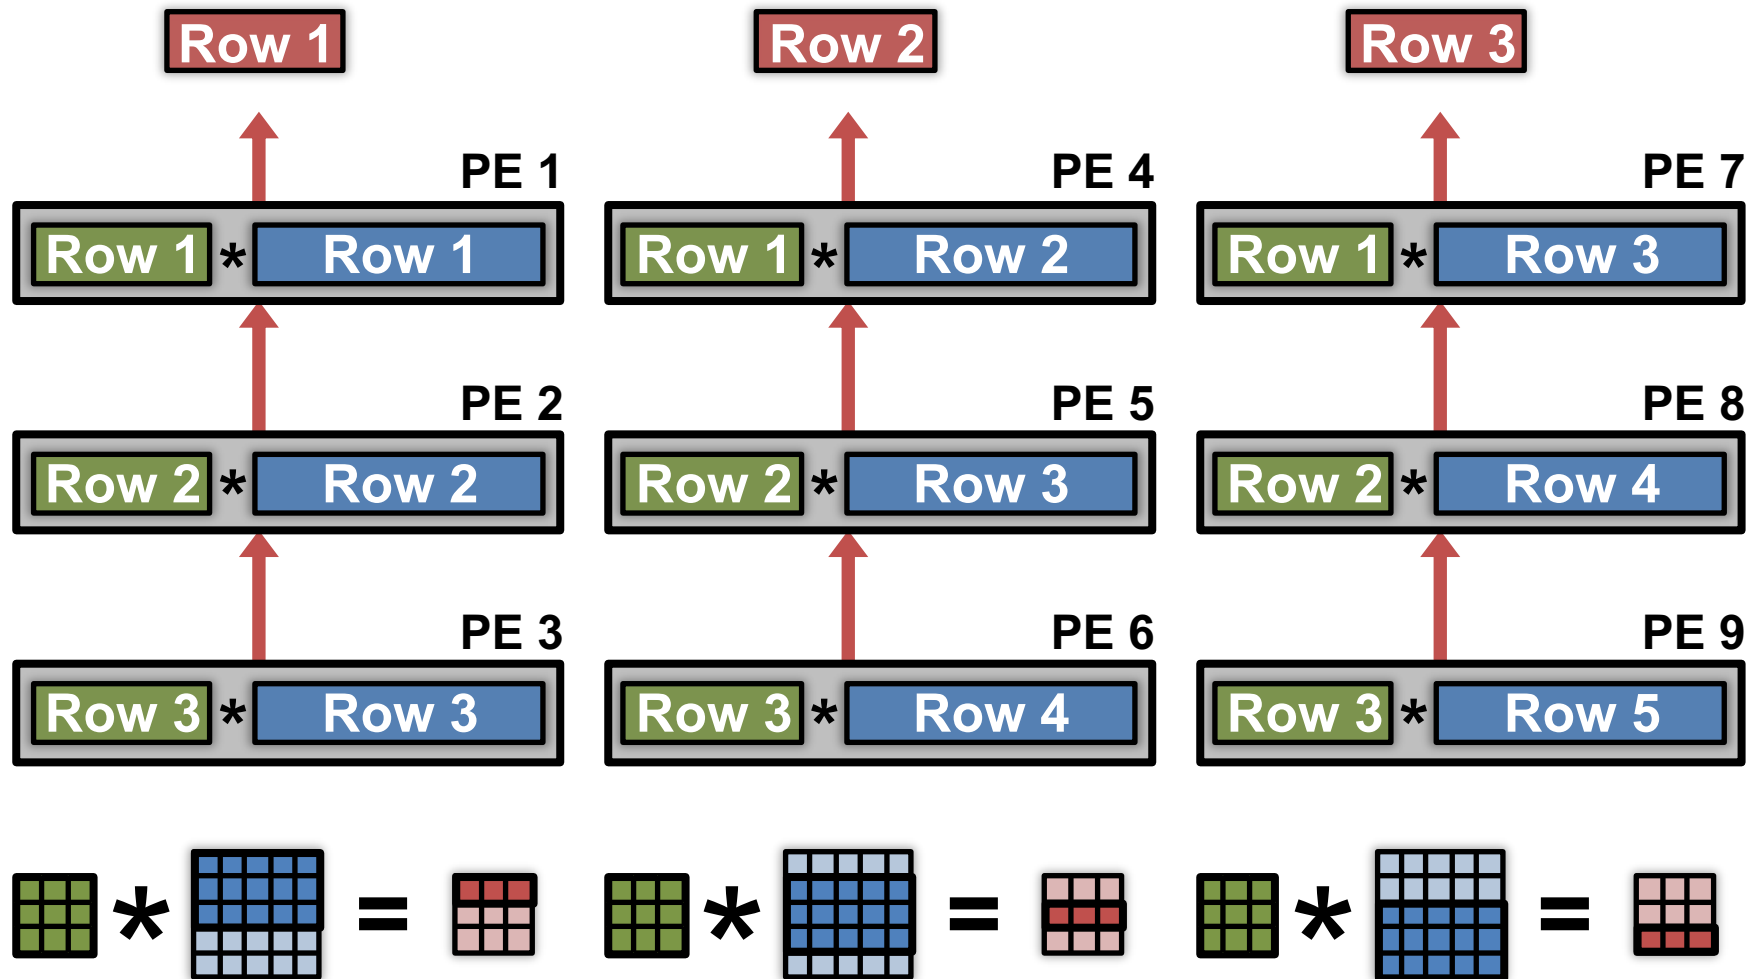 Row 1 Row 2 Row 3
PE 1 PE 4 PE 7
Row 1 * Row 1 Row 1 * Row 2 Row 1 * Row 3
PE 2 PE 5 PE 8
Row 2 * Row 2 Row 2 * Row 3 Row 2 * Row 4
PE 3 PE 6 PE 9
Row 3 * Row 3 Row 3 * Row 4 Row 3 * Row 5
* = * = * =